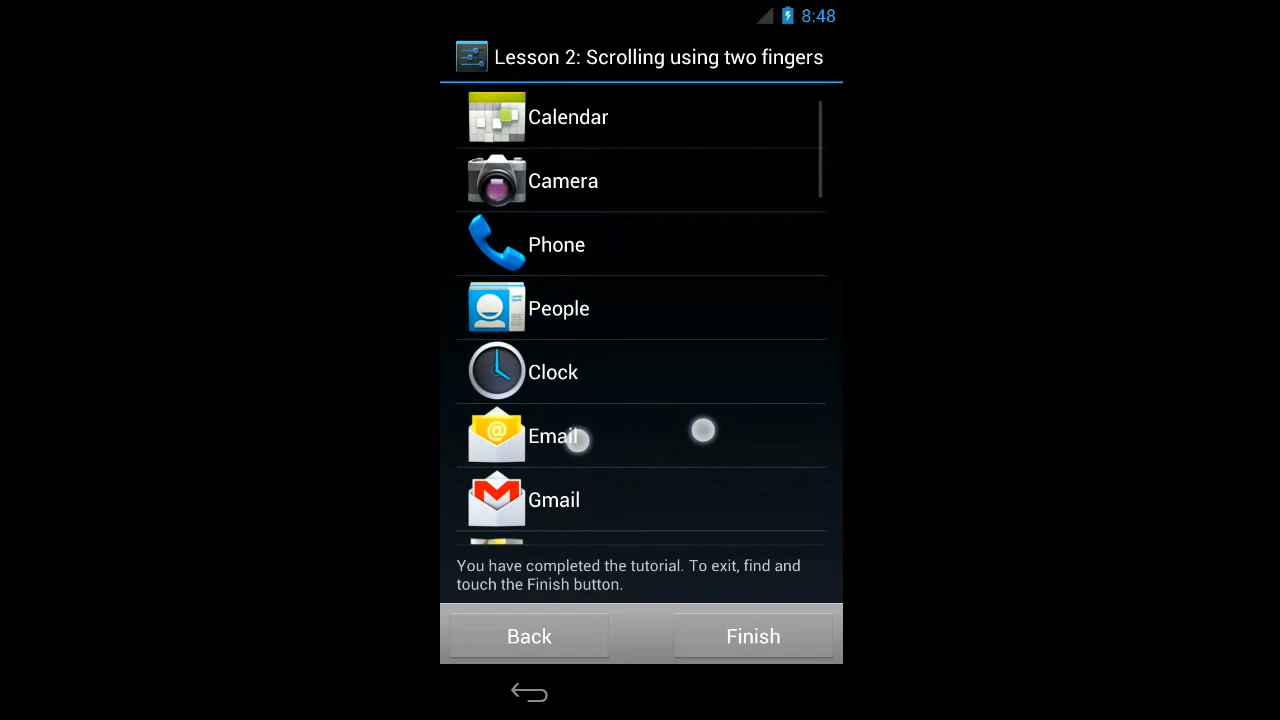 8:48
Lesson 2: Scrolling using two fingers
Calendar
Camera
Phone
People
Clock
@
Email
Gmail
You have completed the tutorial. To exit, find and
touch the Finish button.
Back
Finish